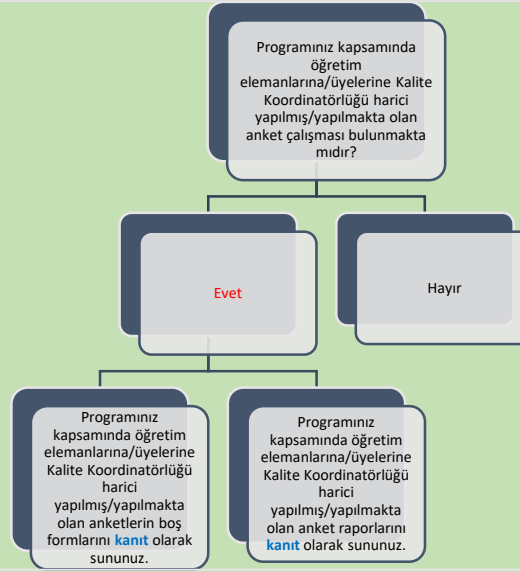 Programınız kapsamında
öğretim
elemanlarına/üyelerine Kalite
Koordinatörlüğü harici
yapılmış/yapılmakta olan
anket çalışması bulunmakta
mıdır?
Evet
Hayır
Programınız
kapsamında öğretim
elemanlarına/üyelerine
Kalite Koordinatörlüğü
harici
yapılmış/yapılmakta
olan anketlerin boş
formlarını kanıt olarak
sununuz.
Programınız
kapsamında öğretim
elemanlarına/üyelerine
Kalite Koordinatörlüğü
harici
yapılmış/yapılmakta
olan anket raporlarını
kanıt olarak sununuz.